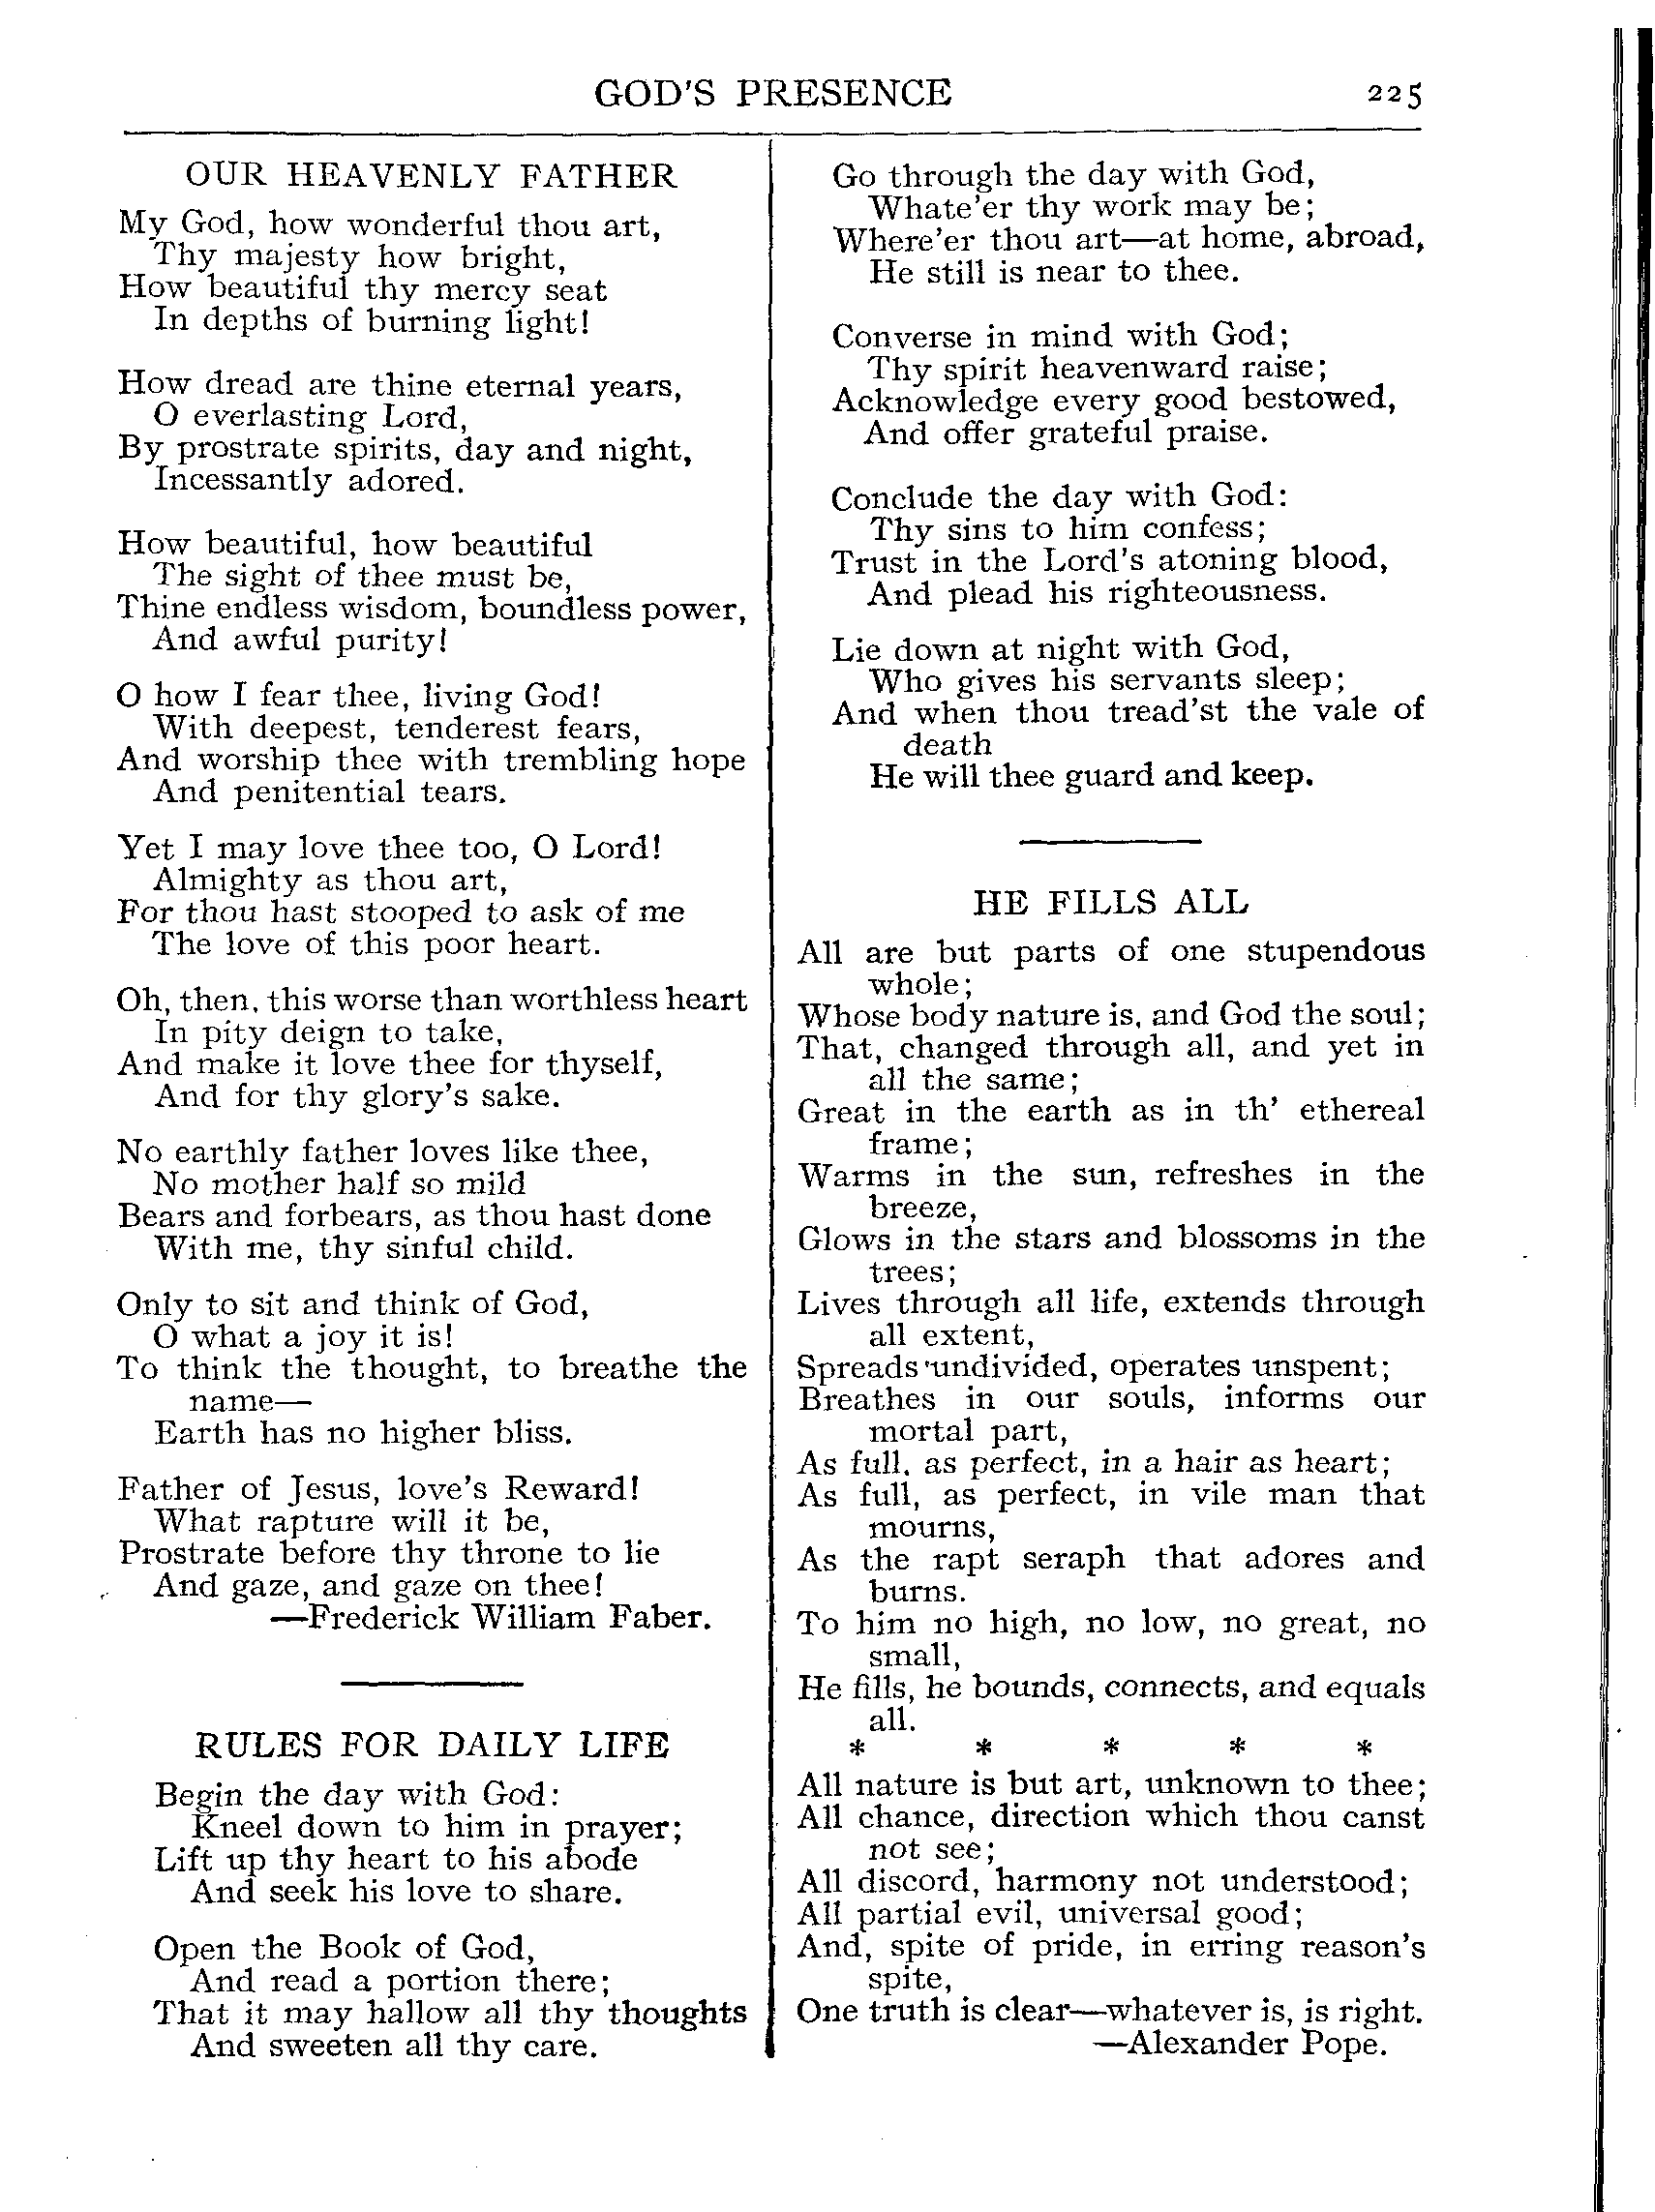 GOD'S PRESENCE 225
OUR HEAVENLY FATHER
My God, how wonderful thou art,
Thy majesty how bright,
How beautiful thy mercy seat
In depths of burning light!
How dread are thine eternal years,
O everlasting Lord,
By prostrate spirits, day and night,
Incessantly adored.
How beautiful, how beautiful
The sight of thee must be,
Thine endless wisdom, boundless power,
And awful purity!
O how I fear thee, living God!
With deepest, tenderest fears,
And worship thee with trembling hope
And penitential tears.
Yet I may love thee too, O Lord!
Almighty as thou art,
For thou hast stooped to ask of me
The love of this poor heart.
Oh, then, this worse than worthless heart
In pity deign to take,
And make it love thee for thyself,
And for thy glory's sake.
No earthly father loves like thee,
No mother half so mild
Bears and forbears, as thou hast done
With me, thy sinful child.
Only to sit and think of God,
O what a joy it is!
To think the thought, to breathe the
name—
Earth has no higher bliss.
Father of Jesus, love's Reward!
What rapture will it be,
Prostrate before thy throne to lie
And gaze, and gaze on thee!
—Frederick William Faber.
RULES FOR DAILY LIFE
Begin the day with God:
Kneel down to him in prayer;
Lift up thy heart to his abode
And seek his love to share.
Open the Book of God,
And read a portion there;
That it may hallow all thy thoughts
And sweeten all thy care.
Go through the day with God,
Whate'er thy work may be;
Where'er thou art—at home, abroad,
He still is near to thee.
Converse in mind with God;
Thy spirit heavenward raise;
Acknowledge every good bestowed,
And offer grateful praise.
Conclude the day with God:
Thy sins to him confess;
Trust in the Lord's atoning blood,
And plead his righteousness.
Lie down at night with God,
Who gives his servants sleep;
And when thou tread'st the vale of
death
He will thee guard and keep.
HE FILLS ALL
All are but parts of one stupendous
whole;
Whose body nature is, and God the soul;
That, changed through all, and yet in
all the same;
Great in the earth as in th' ethereal
frame;
Warms in the sun, refreshes in the
breeze,
Glows in the stars and blossoms in the
trees;
Lives through all life, extends through
all extent,
Spreads undivided, operates unspent;
Breathes in our souls, informs our
mortal part,
As full, as perfect, in a hair as heart;
As full, as perfect, in vile man that
mourns,
As the rapt seraph that adores and
burns.
To him no high, no low, no great, no
small,
He fills, he bounds, connects, and equals
all.
* * * * *
All nature is but art, unknown to thee;
All chance, direction which thou canst
not see;
All discord, harmony not understood;
All partial evil, universal good;
And, spite of pride, in erring reason's
spite,
One truth is clear—whatever is, is right.
—Alexander Pope.